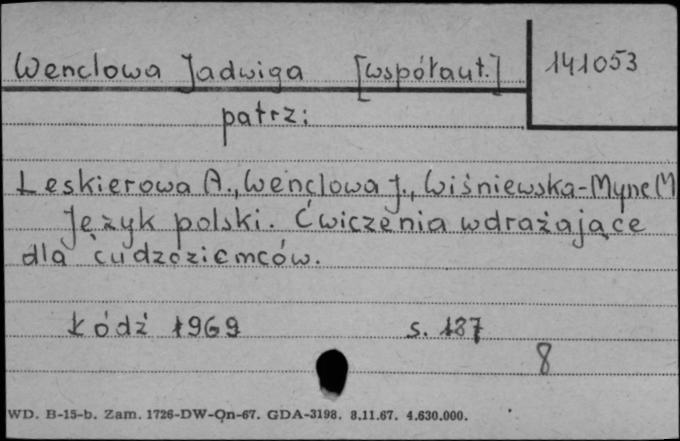 Wenclowa Jadwiga [współaut.] 141053
patrz:
Leskierowa A., Wenclowa J., Wiśniewska-Myne M
Język polski. Ćwiczenia wdrażające
dla cudzoziemców.
Łódź 1969 s. 187
8
WD. B-15-b. Zam. 1726-DW-Qn-67. GDA-3198. 8.11.67. 4.630.000.